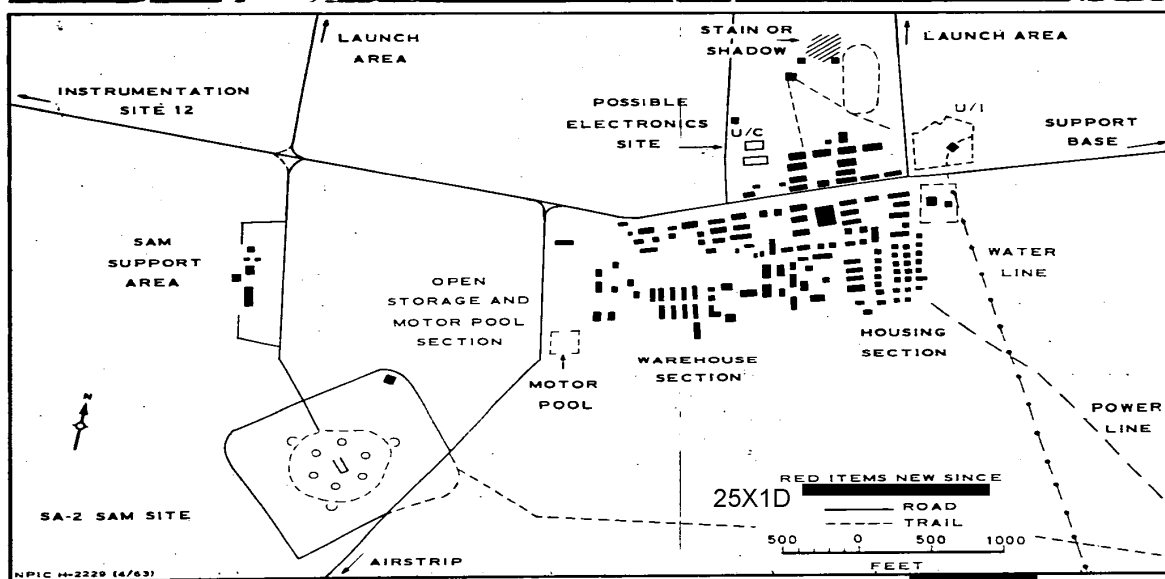 LAUNCH
AREA
STAIN OR
SHADOW
LAUNCH AREA
INSTRUMENTATION
SITE 12
POSSIBLE
ELECTRONICS
SITE
U/C
U/I
SUPPORT
BASE
SAM
SUPPORT
AREA
OPEN
STORAGE AND
MOTOR POOL
SECTION
WATER
LINE
HOUSING
SECTION
WAREHOUSE
SECTION
MOTOR
POOL
POWER
LINE
N
RED ITEMS NEW SINCE
25X1D
ROAD
TRAIL
SA-2 SAM SITE
500 0 500 1000
FEET
AIRSTRIP
NPIC H-2229 (4/63)